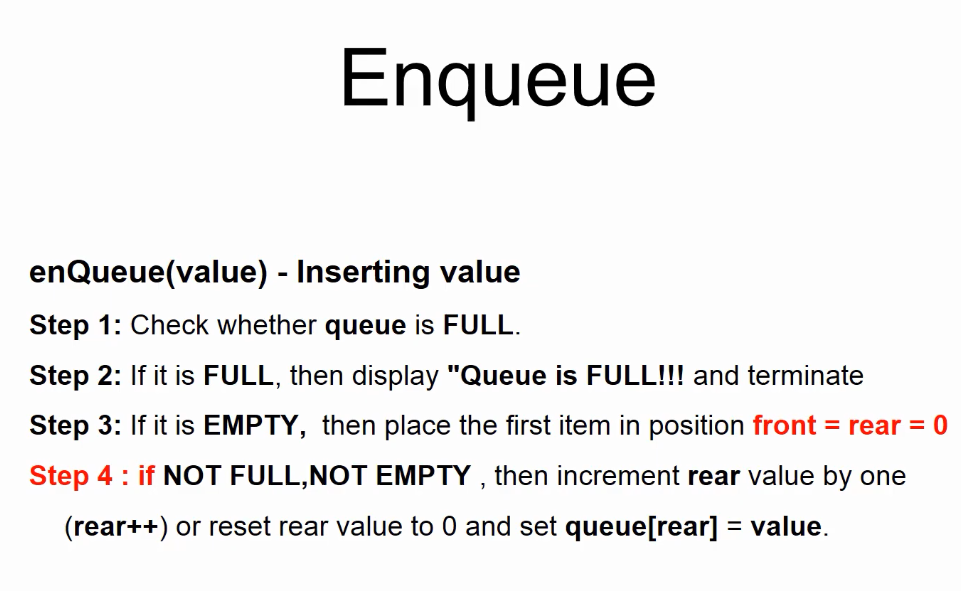 Enqueue
enQueue(value) - Inserting value
Step 1: Check whether queue is FULL.
Step 2: If it is FULL, then display "Queue is FULL!!! and terminate
Step 3: If it is EMPTY,  then place the first item in position front = rear = 0
Step 4 : if NOT FULL,NOT EMPTY , then increment rear value by one
(rear++) or reset rear value to 0 and set queue[rear] = value.